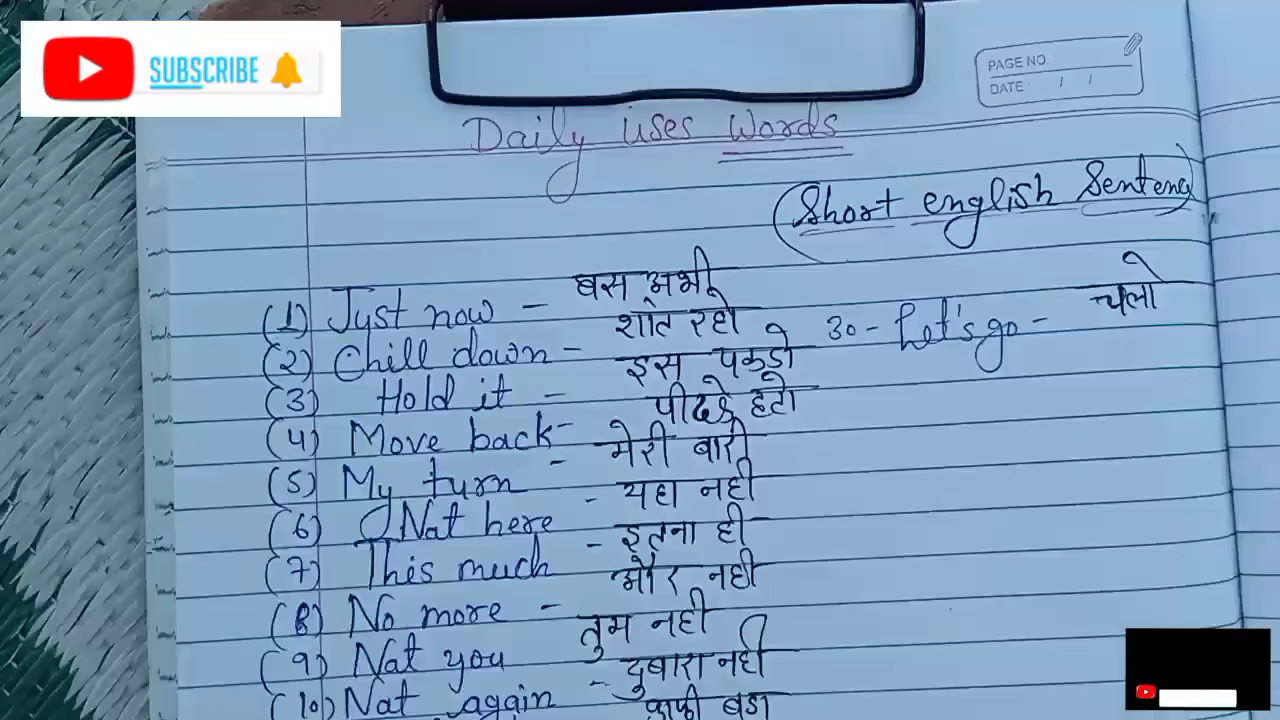 SUBSCRIBE
PAGE NO.
DATE / /
Daily uses Words
(Short english Senteng)
(1) Just now - बस अभी
(2) Chill down - शांत रहो
30 - Let's go - चलो
(3) Hold it - इस पकडो
(4) Move back - पीछे हटो
(5) My turn - मेरी बारी
(6) Nat here - यहा नही
(7) This much - इतना ही
(8) No more - और नही
(9) Nat you तुम नही
(10) Nat again - दुबारा नही
काफी बडा